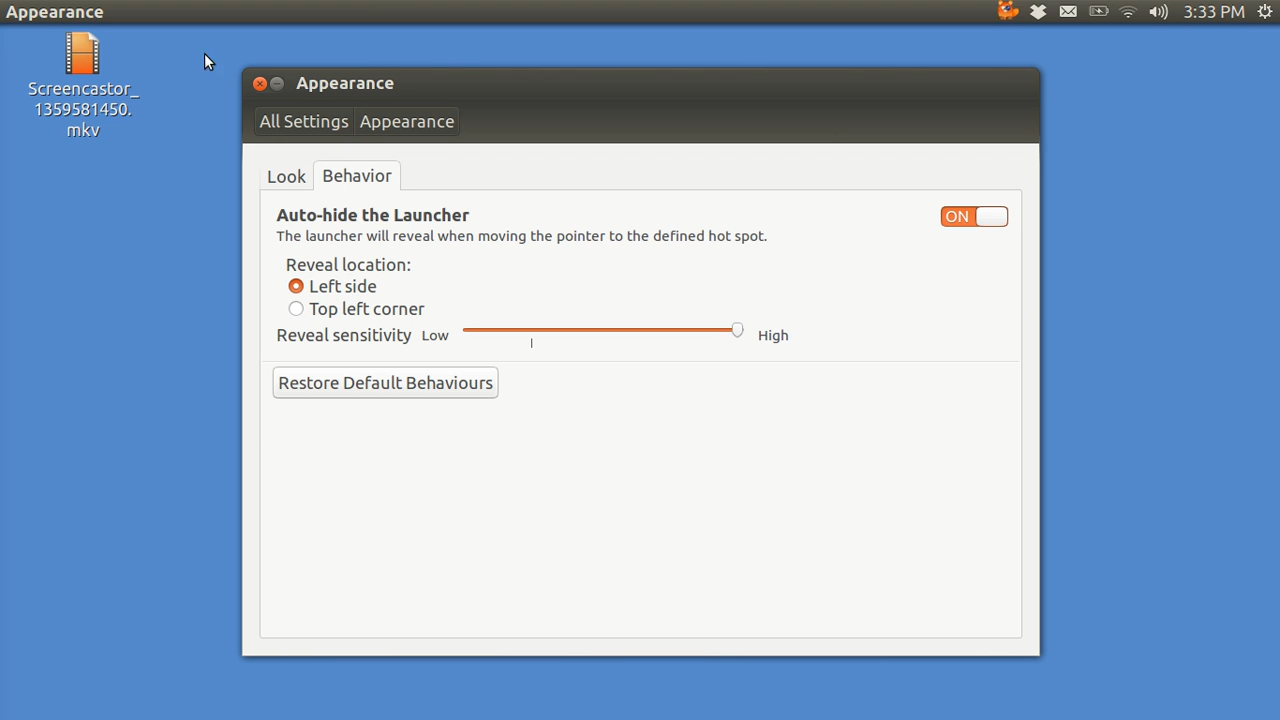 Appearance
3:33 PM
Screencastor_
1359581450.
mkv
Appearance
All Settings
Appearance
Look
Behavior
Auto-hide the Launcher
ON
The launcher will reveal when moving the pointer to the defined hot spot.
Reveal location:
Left side
Top left corner
Reveal sensitivity
Low
High
Restore Default Behaviours